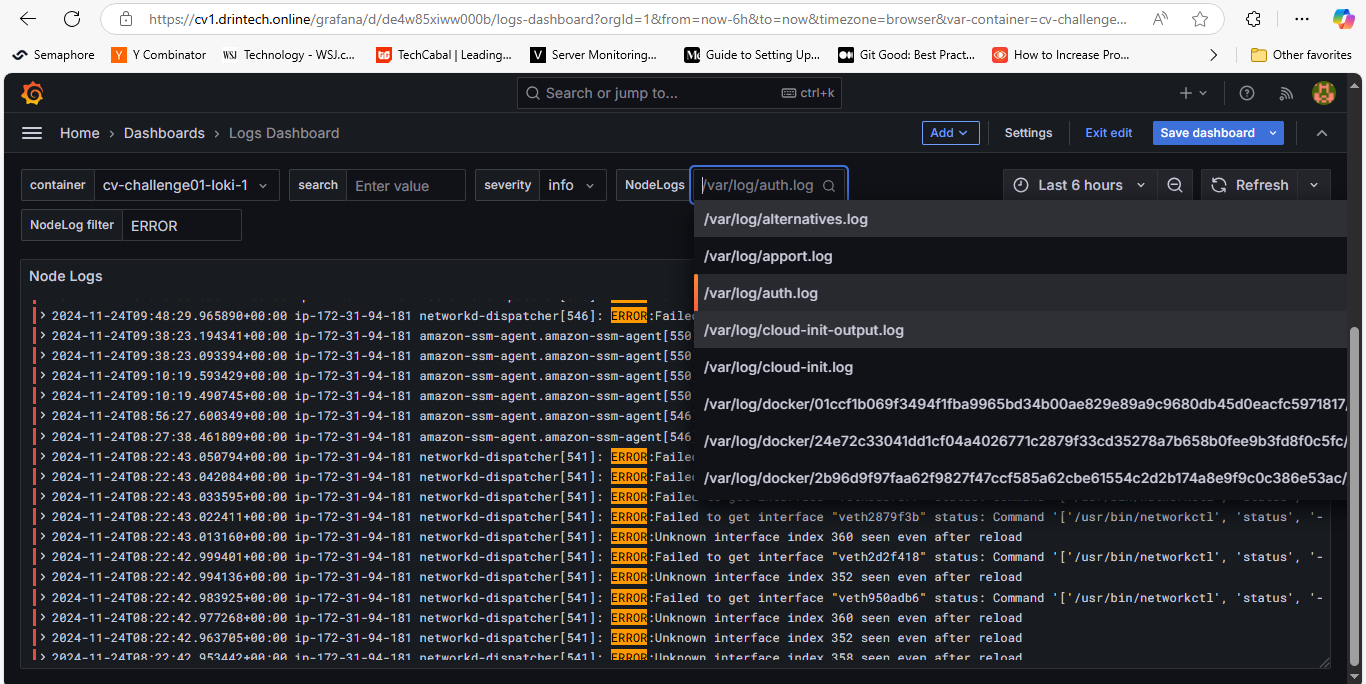 https://cv1.drintech.online/grafana/d/de4w85xiww000b/logs-dashboard?orgId=1&from=now-6h&to=now&timezone=browser&var-container=cv-challenge...
Semaphore Y Combinator Technology - WSJ.c... TechCabal | Leading... Server Monitoring... Guide to Setting Up... Git Good: Best Pract... How to Increase Pro... Other favorites
Search or jump to... ctrl+k
Home › Dashboards › Logs Dashboard Add Settings Exit edit Save dashboard
container cv-challenge01-loki-1 search Enter value severity info NodeLogs /var/log/auth.log Last 6 hours Refresh
NodeLog filter ERROR
/var/log/alternatives.log
/var/log/apport.log
/var/log/auth.log
/var/log/cloud-init-output.log
/var/log/cloud-init.log
/var/log/docker/01ccf1b069f3494f1fba9965bd34b00ae829e89a9c9680db45d0eacfc5971817/
/var/log/docker/24e72c33041dd1cf04a4026771c2879f33cd35278a7b658b0fee9b3fd8f0c5fc/
/var/log/docker/2b96d9f97faa62f9827f47ccf585a62cbe61554c2d2b174a8e9f9c0c386e53ac/
Node Logs
2024-11-24T09:48:29.965890+00:00 ip-172-31-94-181 networkd-dispatcher[546]: ERROR:Failed
2024-11-24T09:38:23.194341+00:00 ip-172-31-94-181 amazon-ssm-agent.amazon-ssm-agent[550
2024-11-24T09:38:23.093394+00:00 ip-172-31-94-181 amazon-ssm-agent.amazon-ssm-agent[550
2024-11-24T09:10:19.593429+00:00 ip-172-31-94-181 amazon-ssm-agent.amazon-ssm-agent[550
2024-11-24T09:10:19.490745+00:00 ip-172-31-94-181 amazon-ssm-agent.amazon-ssm-agent[550
2024-11-24T08:56:27.600349+00:00 ip-172-31-94-181 amazon-ssm-agent.amazon-ssm-agent[546
2024-11-24T08:27:38.461809+00:00 ip-172-31-94-181 amazon-ssm-agent.amazon-ssm-agent[546
2024-11-24T08:22:43.050794+00:00 ip-172-31-94-181 networkd-dispatcher[541]: ERROR:Failed
2024-11-24T08:22:43.042084+00:00 ip-172-31-94-181 networkd-dispatcher[541]: ERROR:Failed
2024-11-24T08:22:43.033595+00:00 ip-172-31-94-181 networkd-dispatcher[541]: ERROR:Failed
2024-11-24T08:22:43.022411+00:00 ip-172-31-94-181 networkd-dispatcher[541]: ERROR:Failed to get interface "veth2879f3b" status: Command '['/usr/bin/networkctl', 'status', '-
2024-11-24T08:22:43.013160+00:00 ip-172-31-94-181 networkd-dispatcher[541]: ERROR:Unknown interface index 360 seen even after reload
2024-11-24T08:22:42.999401+00:00 ip-172-31-94-181 networkd-dispatcher[541]: ERROR:Failed to get interface "veth2d2f418" status: Command '['/usr/bin/networkctl', 'status', '-
2024-11-24T08:22:42.994136+00:00 ip-172-31-94-181 networkd-dispatcher[541]: ERROR:Unknown interface index 352 seen even after reload
2024-11-24T08:22:42.983925+00:00 ip-172-31-94-181 networkd-dispatcher[541]: ERROR:Failed to get interface "veth950adb6" status: Command '['/usr/bin/networkctl', 'status', '-
2024-11-24T08:22:42.977268+00:00 ip-172-31-94-181 networkd-dispatcher[541]: ERROR:Unknown interface index 360 seen even after reload
2024-11-24T08:22:42.963705+00:00 ip-172-31-94-181 networkd-dispatcher[541]: ERROR:Unknown interface index 352 seen even after reload
2024-11-24T08:22:42.953442+00:00 ip-172-31-94-181 networkd-dispatcher[541]: ERROR:Unknown interface index 358 seen even after reload